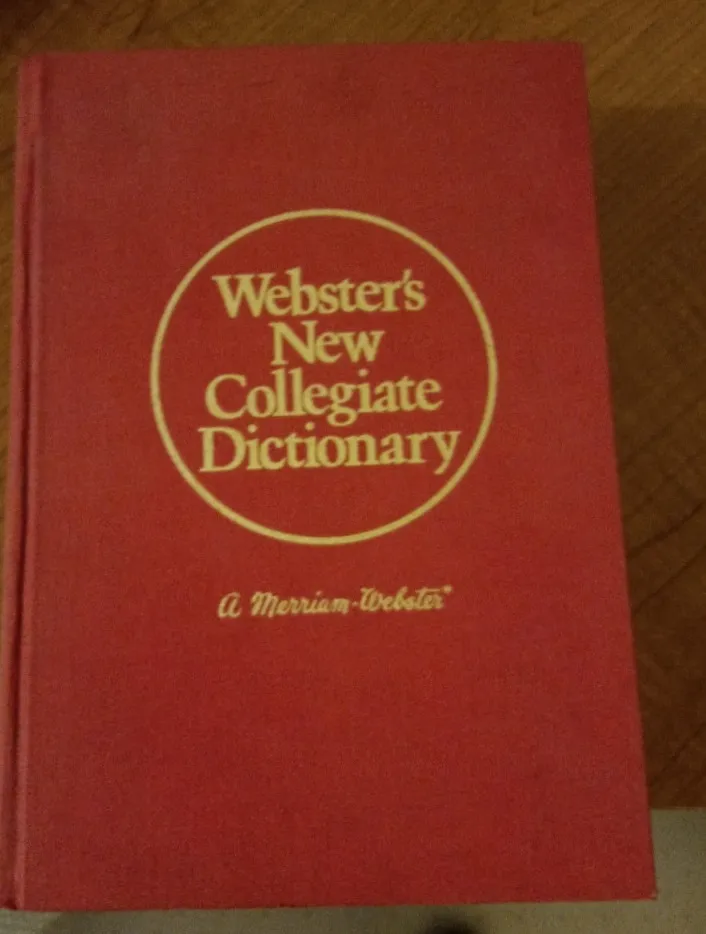 Webster's
New
Collegiate
Dictionary
a Merriam-Webster®